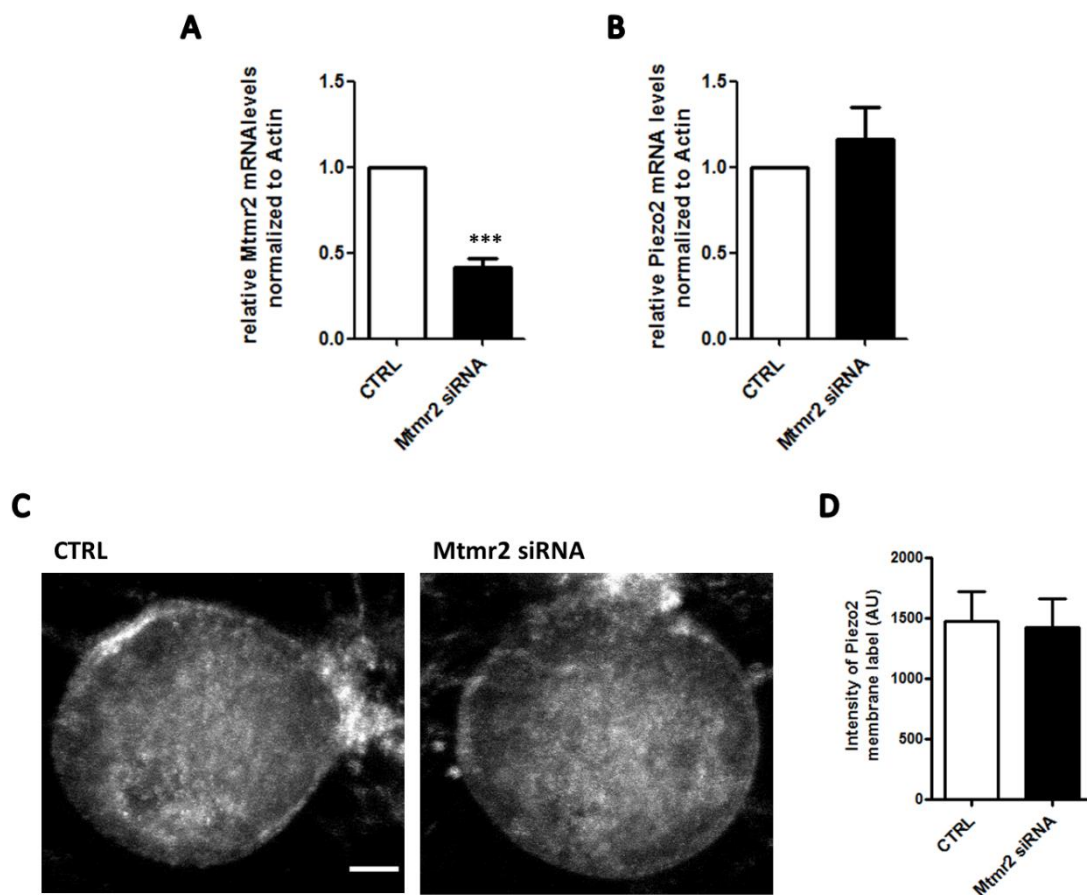 A
relative Mtmr2 mRNAlevels
normalized to Actin
1.5
1.0
0.5
0.0
***
CTRL
Mtmr2 siRNA
B
relative Piezo2 mRNA levels
normalized to Actin
1.5
1.0
0.5
0.0
CTRL
Mtmr2 siRNA
C
CTRL
Mtmr2 siRNA
D
Intensity of Piezo2
membrane label (AU)
2000
1500
1000
500
0
CTRL
Mtmr2 siRNA